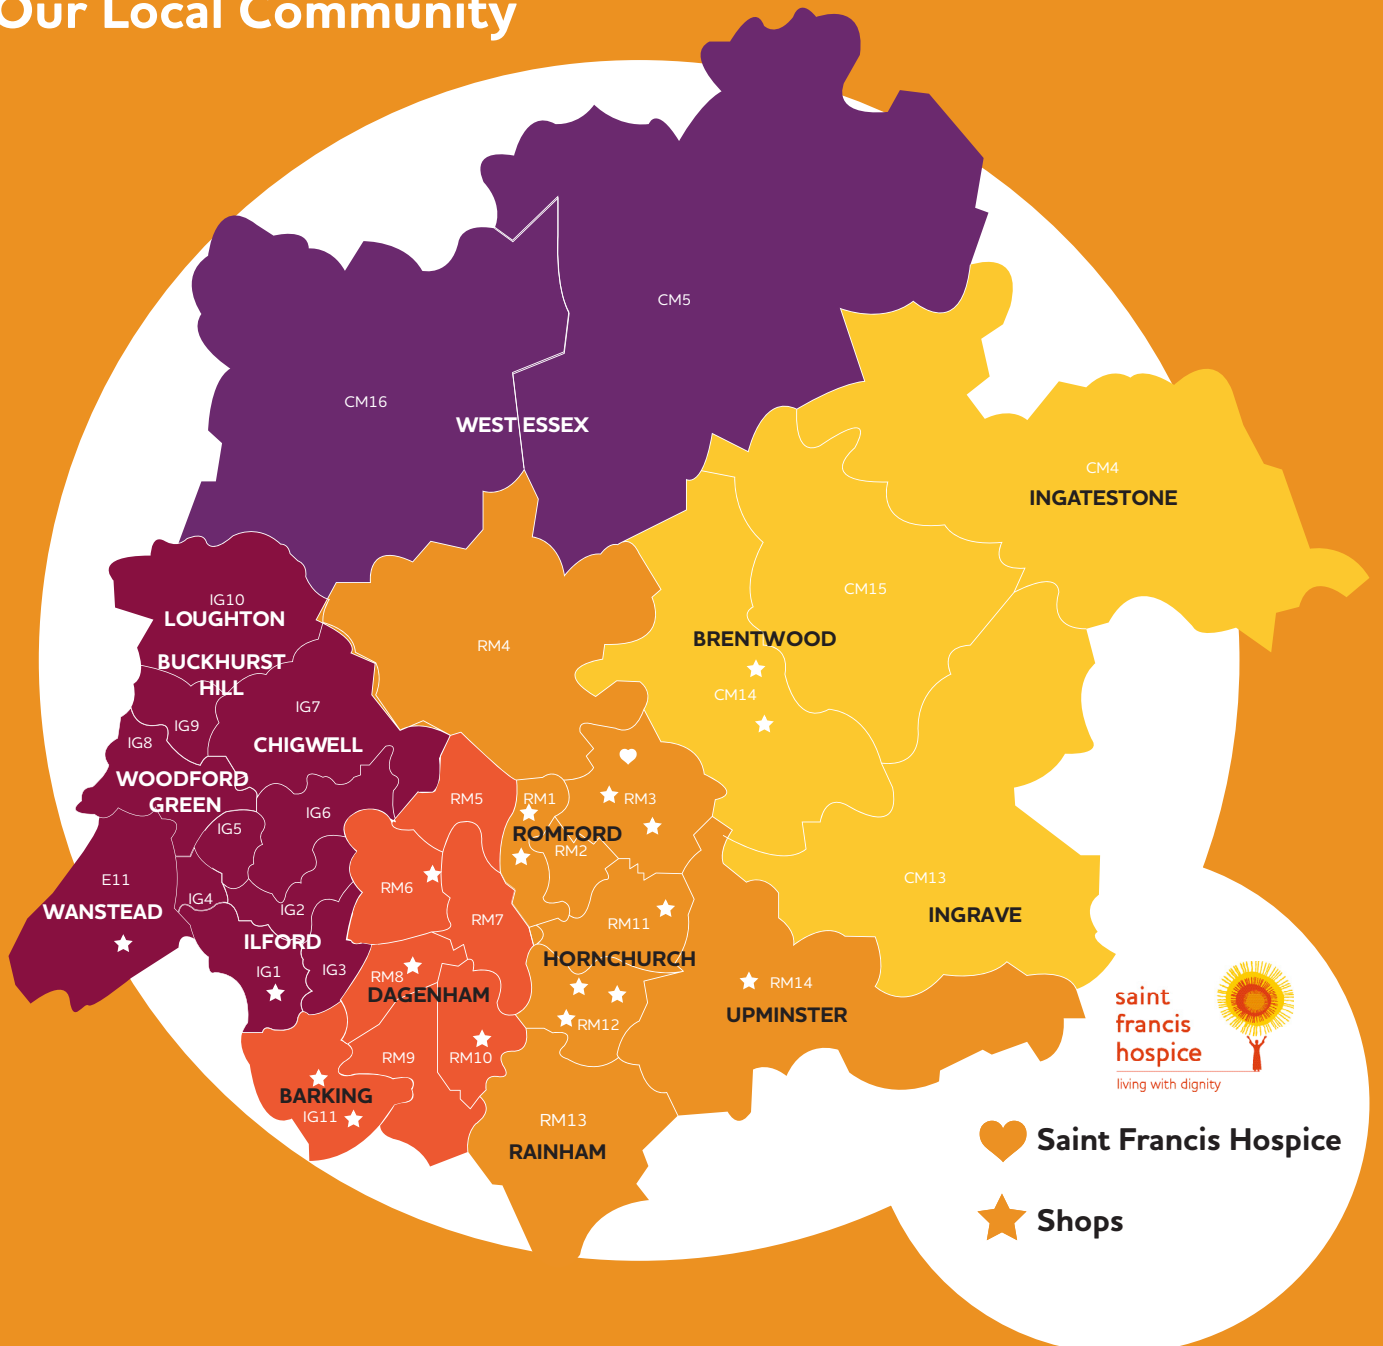 Our Local Community
CM5
CM16
WEST ESSEX
CM4
INGATESTONE
CM15
IG10
LOUGHTON
RM4
BRENTWOOD
BUCKHURST
HILL
CM14
IG7
IG9
IG8
CHIGWELL
WOODFORD
GREEN
RM5
RM1
RM3
IG6
IG5
ROMFORD
RM2
E11
RM6
CM13
IG4
WANSTEAD
IG2
RM7
RM11
INGRAVE
ILFORD
HORNCHURCH
IG1
IG3
RM8
RM14
DAGENHAM
UPMINSTER
RM12
RM9
RM10
BARKING
IG11
RM13
RAINHAM
saint
francis
hospice
living with dignity
Saint Francis Hospice
Shops